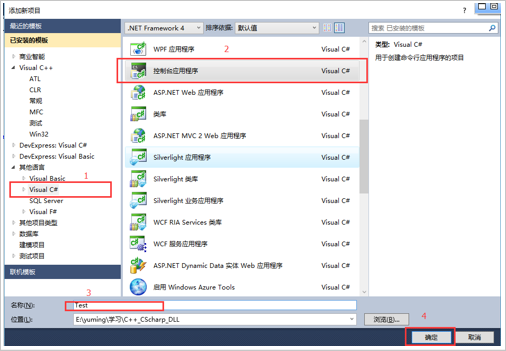 添加新项目
?
最近的模板
.NET Framework 4
排序依据:
默认值
搜索 已安装的模板
已安装的模板
商业智能
Visual C++
ATL
CLR
常规
MFC
测试
Win32
DevExpress: Visual C#
DevExpress: Visual Basic
其他语言
1
Visual Basic
Visual C#
SQL Server
Visual F#
其他项目类型
数据库
建模项目
测试项目
联机模板
WPF 应用程序
2
Visual C#
控制台应用程序
Visual C#
ASP.NET Web 应用程序
Visual C#
类库
Visual C#
ASP.NET MVC 2 Web 应用程序
Visual C#
Silverlight 应用程序
Visual C#
Silverlight 类库
Visual C#
Silverlight 业务应用程序
Visual C#
WCF RIA Services 类库
Visual C#
WCF 服务应用程序
Visual C#
ASP.NET Dynamic Data 实体 Web 应用程序
Visual C#
启用 Windows Azure Tools
Visual C#
类型: Visual C#
用于创建命令行应用程序的项目
3
名称(N):
Test
位置(L):
E:\yuming\学习\C++_CSharp_DLL
浏览(B)...
4
确定
取消